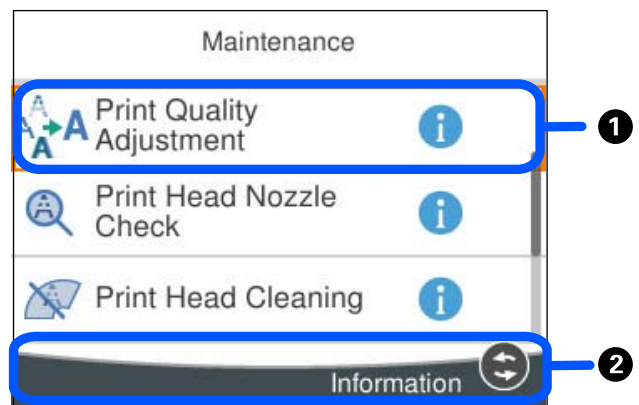 Maintenance
Print Quality
Adjustment
1
Print Head Nozzle
Check
Print Head Cleaning
Information
2